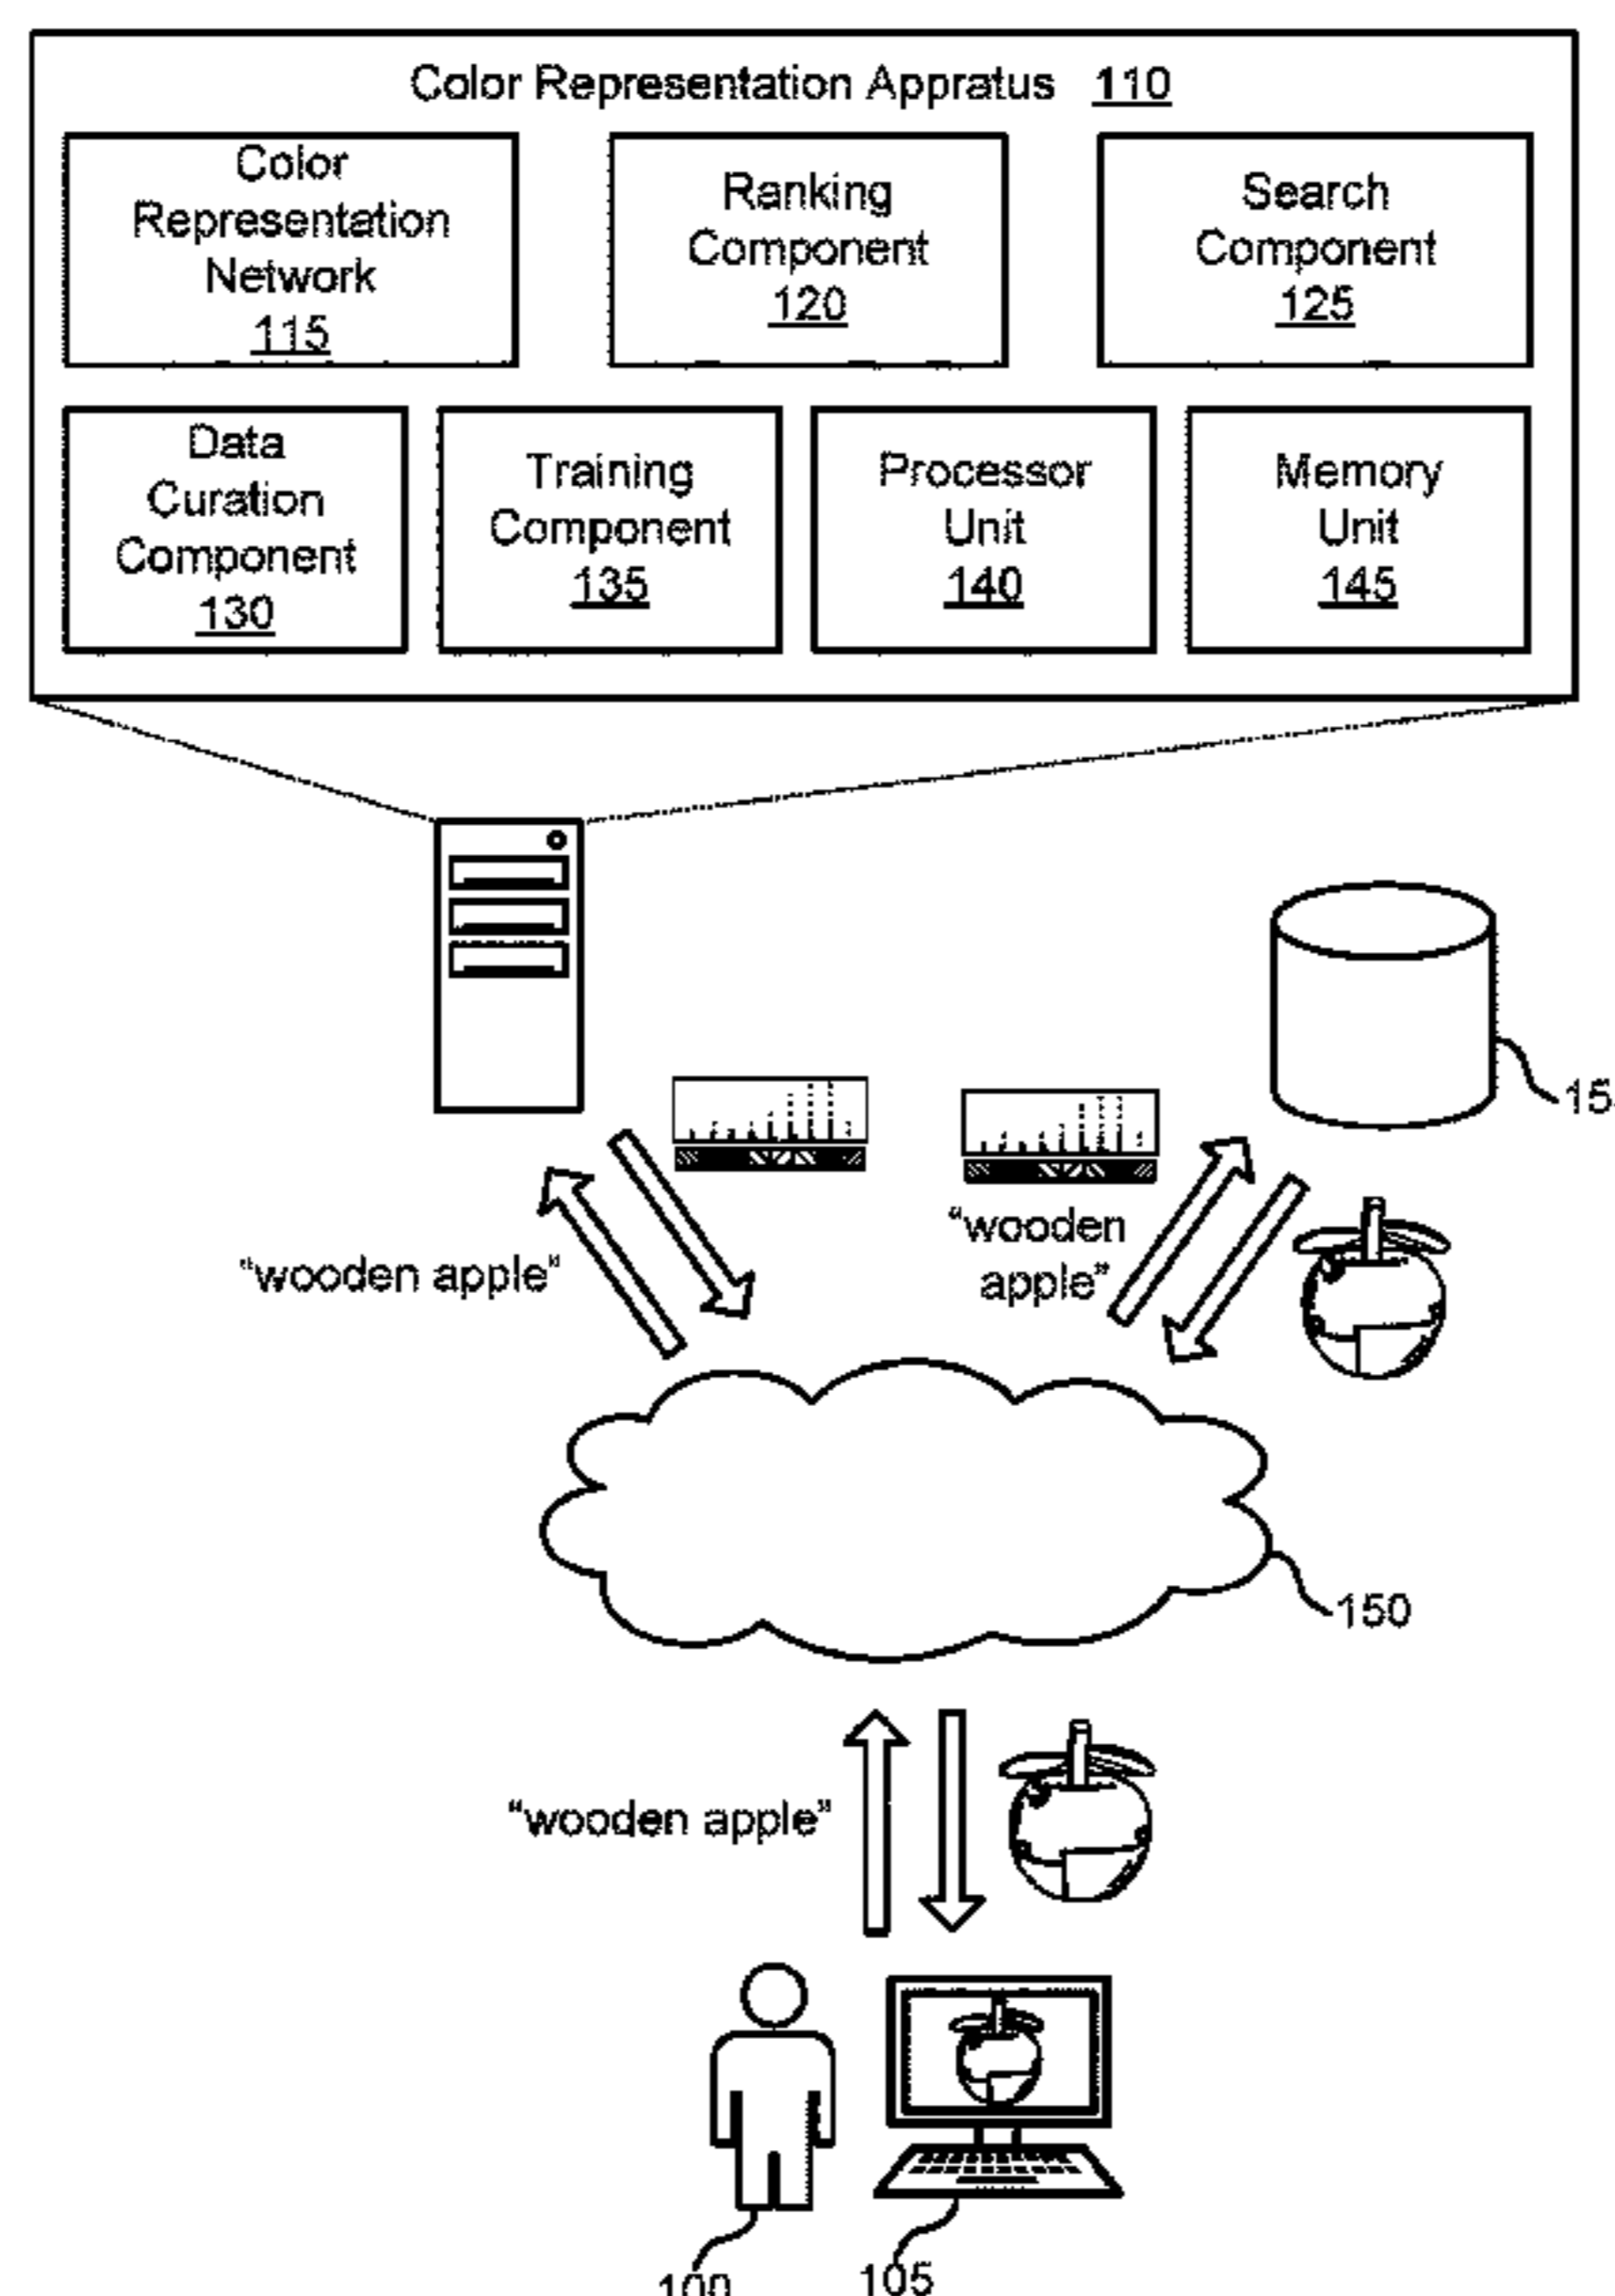 Color Representation Appratus 110
Color
Representation
Network
115
Ranking
Component
120
Search
Component
125
Data
Curation
Component
130
Training
Component
135
Processor
Unit
140
Memory
Unit
145
15
"wooden apple"
“wooden
apple”
150
“wooden apple”
100
105